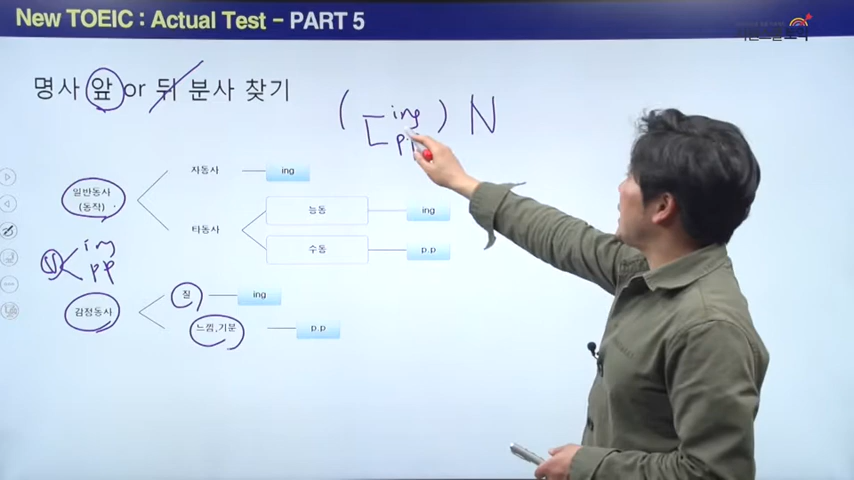 New TOEIC : Actual Test – PART 5
명사 앞 or 뒤 분사 찾기
( ing ) N
p.p
자동사 ing
일반동사
(동작)
능동 ing
타동사
수동 p.p
ⓥ ing
pp
질 ing
감정동사
느낌,기분 p.p